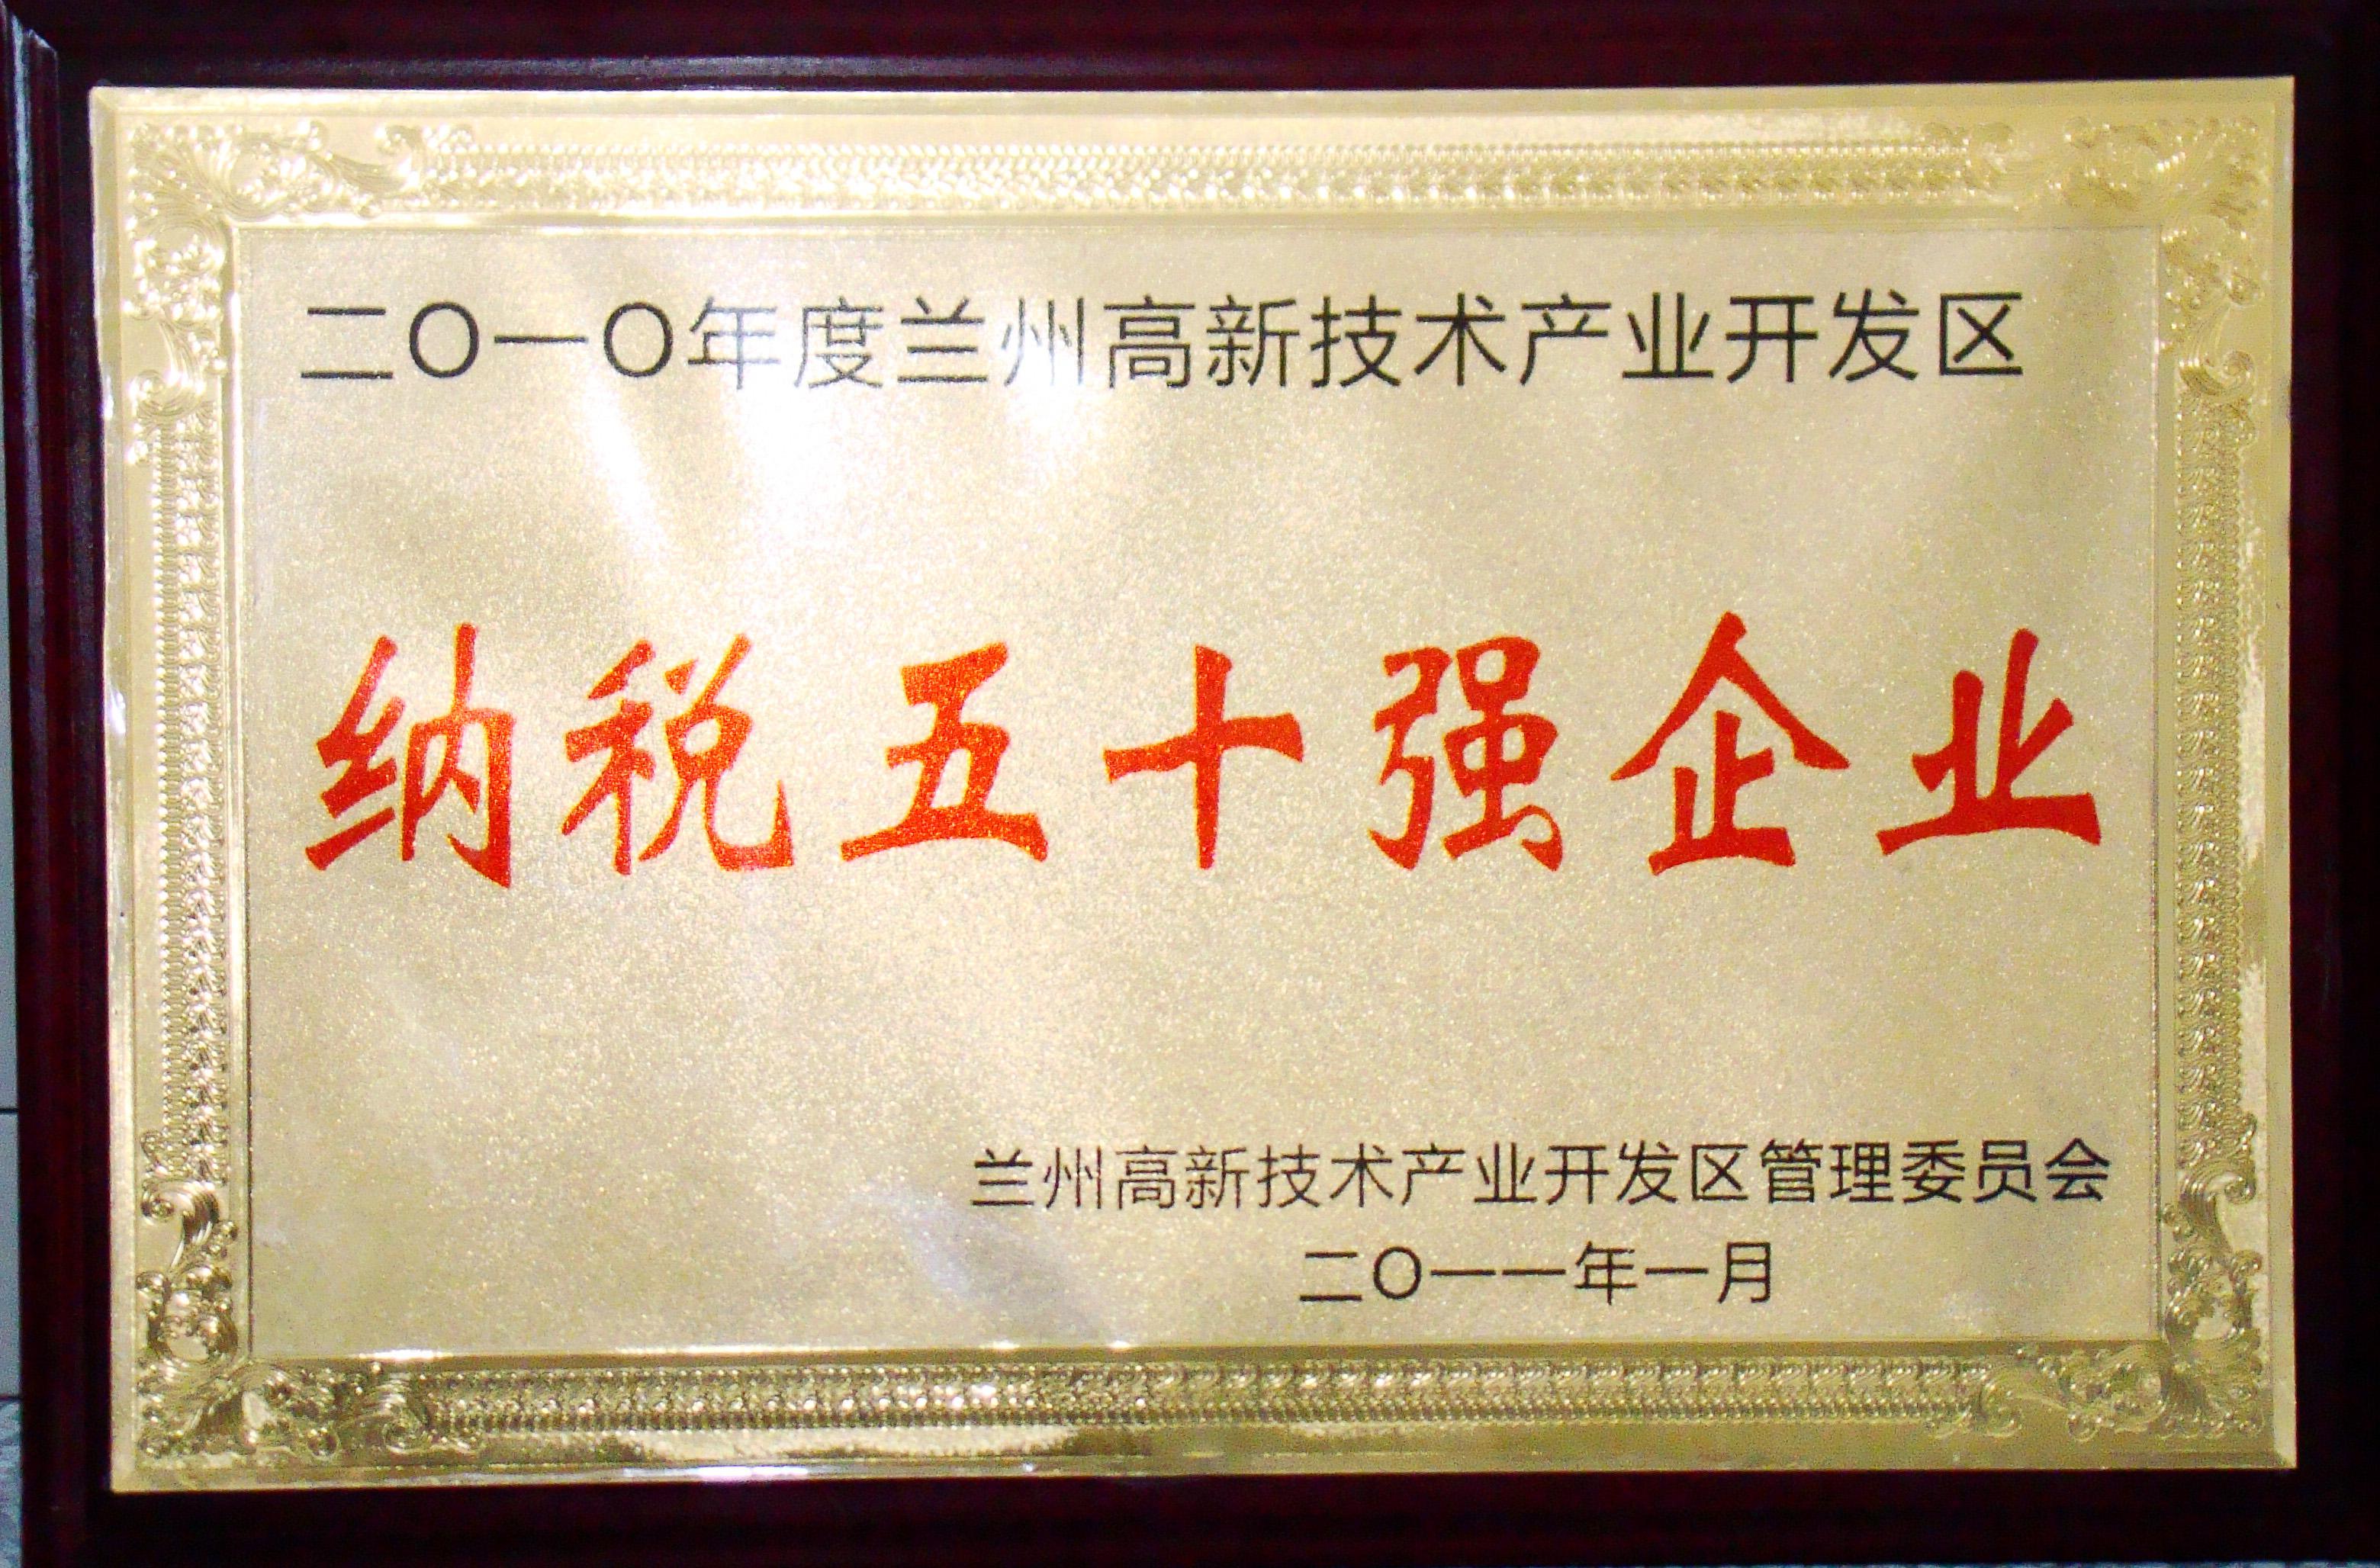 二〇一〇年度兰州高新技术产业开发区
纳税五十强企业
兰州高新技术产业开发区管理委员会
二〇一一年一月